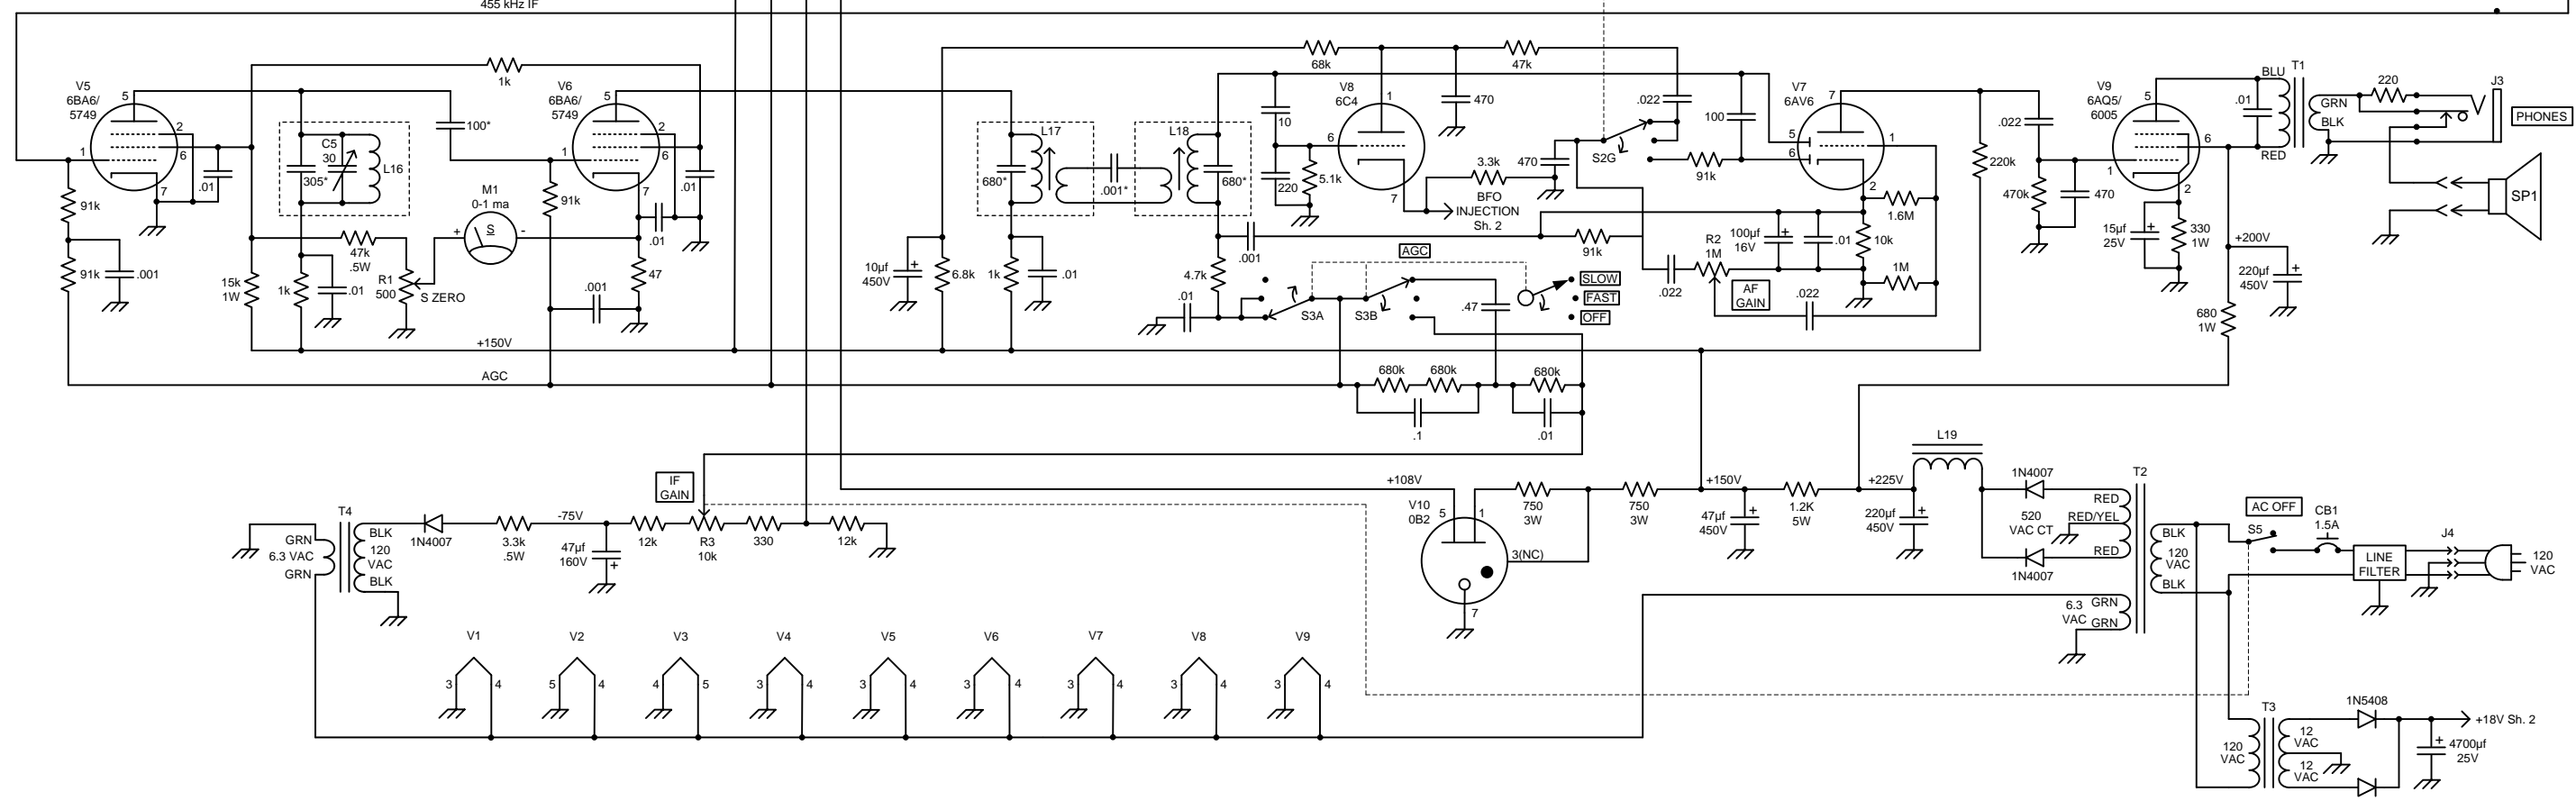 455 kHz IF
V5
6BA6/
5749
5
2
6
1
7
91k
91k
.001
.01
1k
C5
30
305*
L16
100*
V6
6BA6/
5749
5
2
6
1
7
91k
.01
.01
M1
0-1 ma
S
+
-
47k
.5W
15k
1W
1k
.01
R1
500
S ZERO
.001
47
10µf
450V
+
6.8k
L17
680*
.001*
L18
680*
1k
.01
68k
10
220
5.1k
V8
6C4
1
6
7
470
47k
3.3k
470
BFO
INJECTION
Sh. 2
.022
S2G
91k
100
V7
6AV6
7
5
6
1
2
1.6M
.001
91k
100µf
16V
+
.01
10k
R2
1M
.022
AF
GAIN
1M
.022
4.7k
.01
AGC
S3A
S3B
.47
SLOW
FAST
OFF
220k
.022
470k
470
V9
6AQ5/
6005
5
6
1
2
15µf
25V
+
330
1W
BLU
.01
RED
T1
GRN
BLK
220
J3
PHONES
SP1
+200V
220µf
450V
+
680
1W
+150V
AGC
680k
680k
680k
.1
.01
IF
GAIN
T4
GRN
6.3 VAC
GRN
BLK
120
VAC
BLK
1N4007
3.3k
.5W
-75V
47µf
160V
+
12k
R3
10k
330
12k
+108V
V10
0B2
5
1
3(NC)
7
750
3W
750
3W
+150V
47µf
450V
+
1.2K
5W
+225V
220µf
450V
+
L19
1N4007
520
VAC CT
1N4007
T2
RED
RED/YEL
RED
6.3
VAC
GRN
GRN
BLK
120
VAC
BLK
AC OFF
S5
CB1
1.5A
LINE
FILTER
J4
120
VAC
V1
V2
V3
V4
V5
V6
V7
V8
V9
3
4
5
4
4
5
3
4
3
4
3
4
3
4
3
4
3
4
T3
120
VAC
12
VAC
12
VAC
1N5408
+18V Sh. 2
+
4700µf
25V